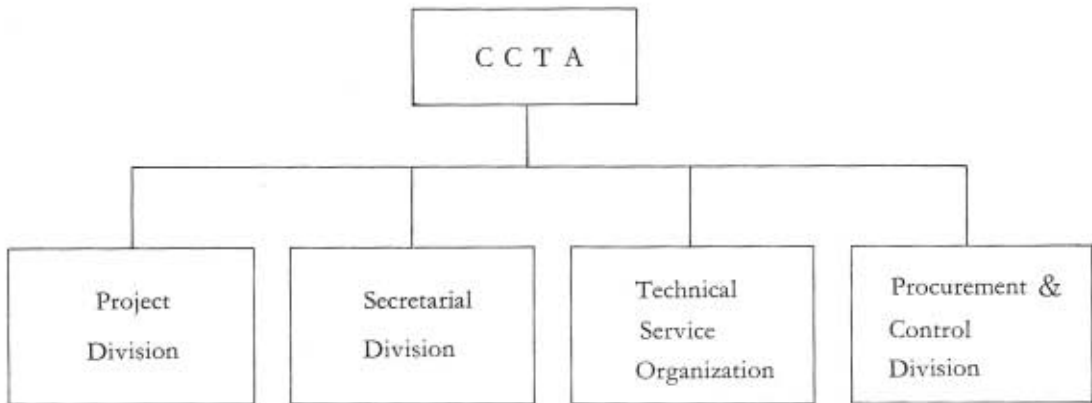 C C T A
Project
Division
Secretarial
Division
Technical
Service
Organization
Procurement &
Control
Division